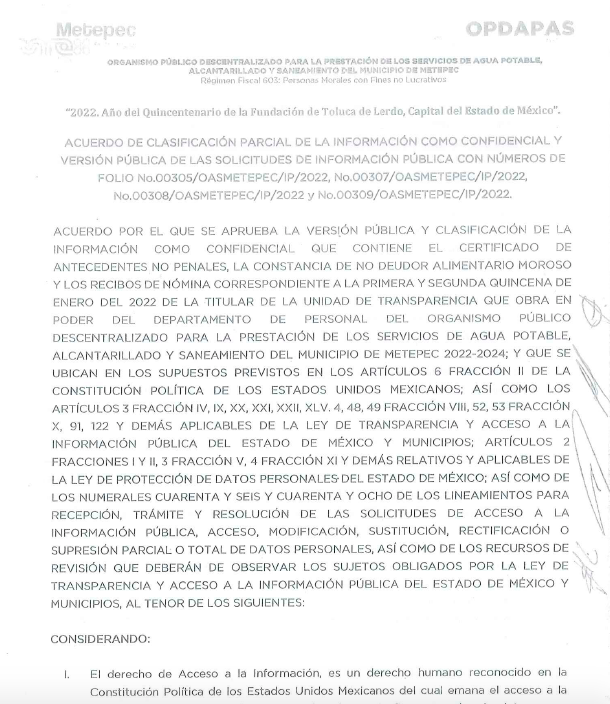 Metepec
OPDAPAS
ORGANISMO PÚBLICO DESCENTRALIZADO PARA LA PRESTACIÓN DE LOS SERVICIOS DE AGUA POTABLE,
ALCANTARILLADO Y SANEAMIENTO DEL MUNICIPIO DE METEPEC
Régimen Fiscal 603: Personas Morales con Fines no Lucrativos
"2022. Año del Quincentenario de la Fundación de Toluca de Lerdo, Capital del Estado de México".
ACUERDO DE CLASIFICACIÓN PARCIAL DE LA INFORMACIÓN COMO CONFIDENCIAL Y
VERSIÓN PÚBLICA DE LAS SOLICITUDES DE INFORMACIÓN PÚBLICA CON NÚMEROS DE
FOLIO No.00305/OASMETEPEC/IP/2022, No.00307/OASMETEPEC/IP/2022,
No.00308/OASMETEPEC/IP/2022 y No.00309/OASMETEPEC/IP/2022.
ACUERDO POR EL QUE SE APRUEBA LA VERSIÓN PÚBLICA Y CLASIFICACIÓN DE LA
INFORMACIÓN COMO CONFIDENCIAL QUE CONTIENE EL CERTIFICADO DE
ANTECEDENTES NO PENALES, LA CONSTANCIA DE NO DEUDOR ALIMENTARIO MOROSO
Y LOS RECIBOS DE NÓMINA CORRESPONDIENTE A LA PRIMERA Y SEGUNDA QUINCENA
DE ENERO DEL 2022 DE LA TITULAR DE LA UNIDAD DE TRANSPARENCIA QUE OBRA EN
PODER DEL DEPARTAMENTO DE PERSONAL DEL ORGANISMO PÚBLICO
DESCENTRALIZADO PARA LA PRESTACIÓN DE LOS SERVICIOS DE AGUA POTABLE,
ALCANTARILLADO Y SANEAMIENTO DEL MUNICIPIO DE METEPEC 2022-2024; Y QUE SE
UBICAN EN LOS SUPUESTOS PREVISTOS EN LOS ARTÍCULOS 6 FRACCIÓN II DE LA
CONSTITUCIÓN POLÍTICA DE LOS ESTADOS UNIDOS MEXICANOS; ASÍ COMO LOS
ARTÍCULOS 3 FRACCIÓN IV, IX, XX, XXI, XXII, XLV. 4, 48, 49 FRACCIÓN VIII, 52, 53 FRACCIÓN
X, 91, 122 Y DEMÁS APLICABLES DE LA LEY DE TRANSPARENCIA Y ACCESO A LA
INFORMACIÓN PÚBLICA DEL ESTADO DE MÉXICO Y MUNICIPIOS; ARTÍCULOS 2
FRACCIONES I Y II, 3 FRACCIÓN V, 4 FRACCIÓN XI Y DEMÁS RELATIVOS Y APLICABLES DE
LA LEY DE PROTECCIÓN DE DATOS PERSONALES DEL ESTADO DE MÉXICO; ASÍ COMO DE
LOS NUMERALES CUARENTA Y SEIS Y CUARENTA Y OCHO DE LOS LINEAMIENTOS PARA
RECEPCIÓN, TRÁMITE Y RESOLUCIÓN DE LAS SOLICITUDES DE ACCESO A LA
INFORMACIÓN PÚBLICA, ACCESO, MODIFICACIÓN, SUSTITUCIÓN, RECTIFICACIÓN O
SUPRESIÓN PARCIAL O TOTAL DE DATOS PERSONALES, ASÍ COMO DE LOS RECURSOS DE
REVISIÓN QUE DEBERÁN DE OBSERVAR LOS SUJETOS OBLIGADOS POR LA LEY DE
TRANSPARENCIA Y ACCESO A LA INFORMACIÓN PÚBLICA DEL ESTADO DE MÉXICO Y
MUNICIPIOS, AL TENOR DE LOS SIGUIENTES:
CONSIDERANDO:
I. El derecho de Acceso a la Información, es un derecho humano reconocido en la
Constitución Política de los Estados Unidos Mexicanos del cual emana el acceso a la